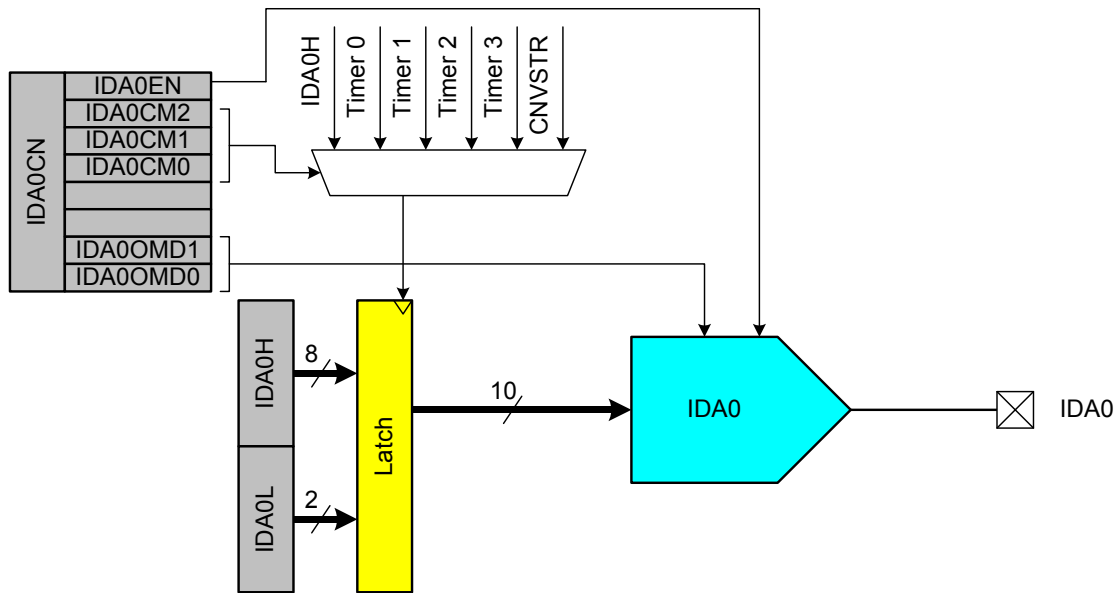 IDA0CN
IDA0EN
IDA0CM2
IDA0CM1
IDA0CM0
IDA0OMD1
IDA0OMD0
IDA0H
Timer 0
Timer 1
Timer 2
Timer 3
CNVSTR
IDA0H
8
IDA0L
2
Latch
10
IDA0
IDA0